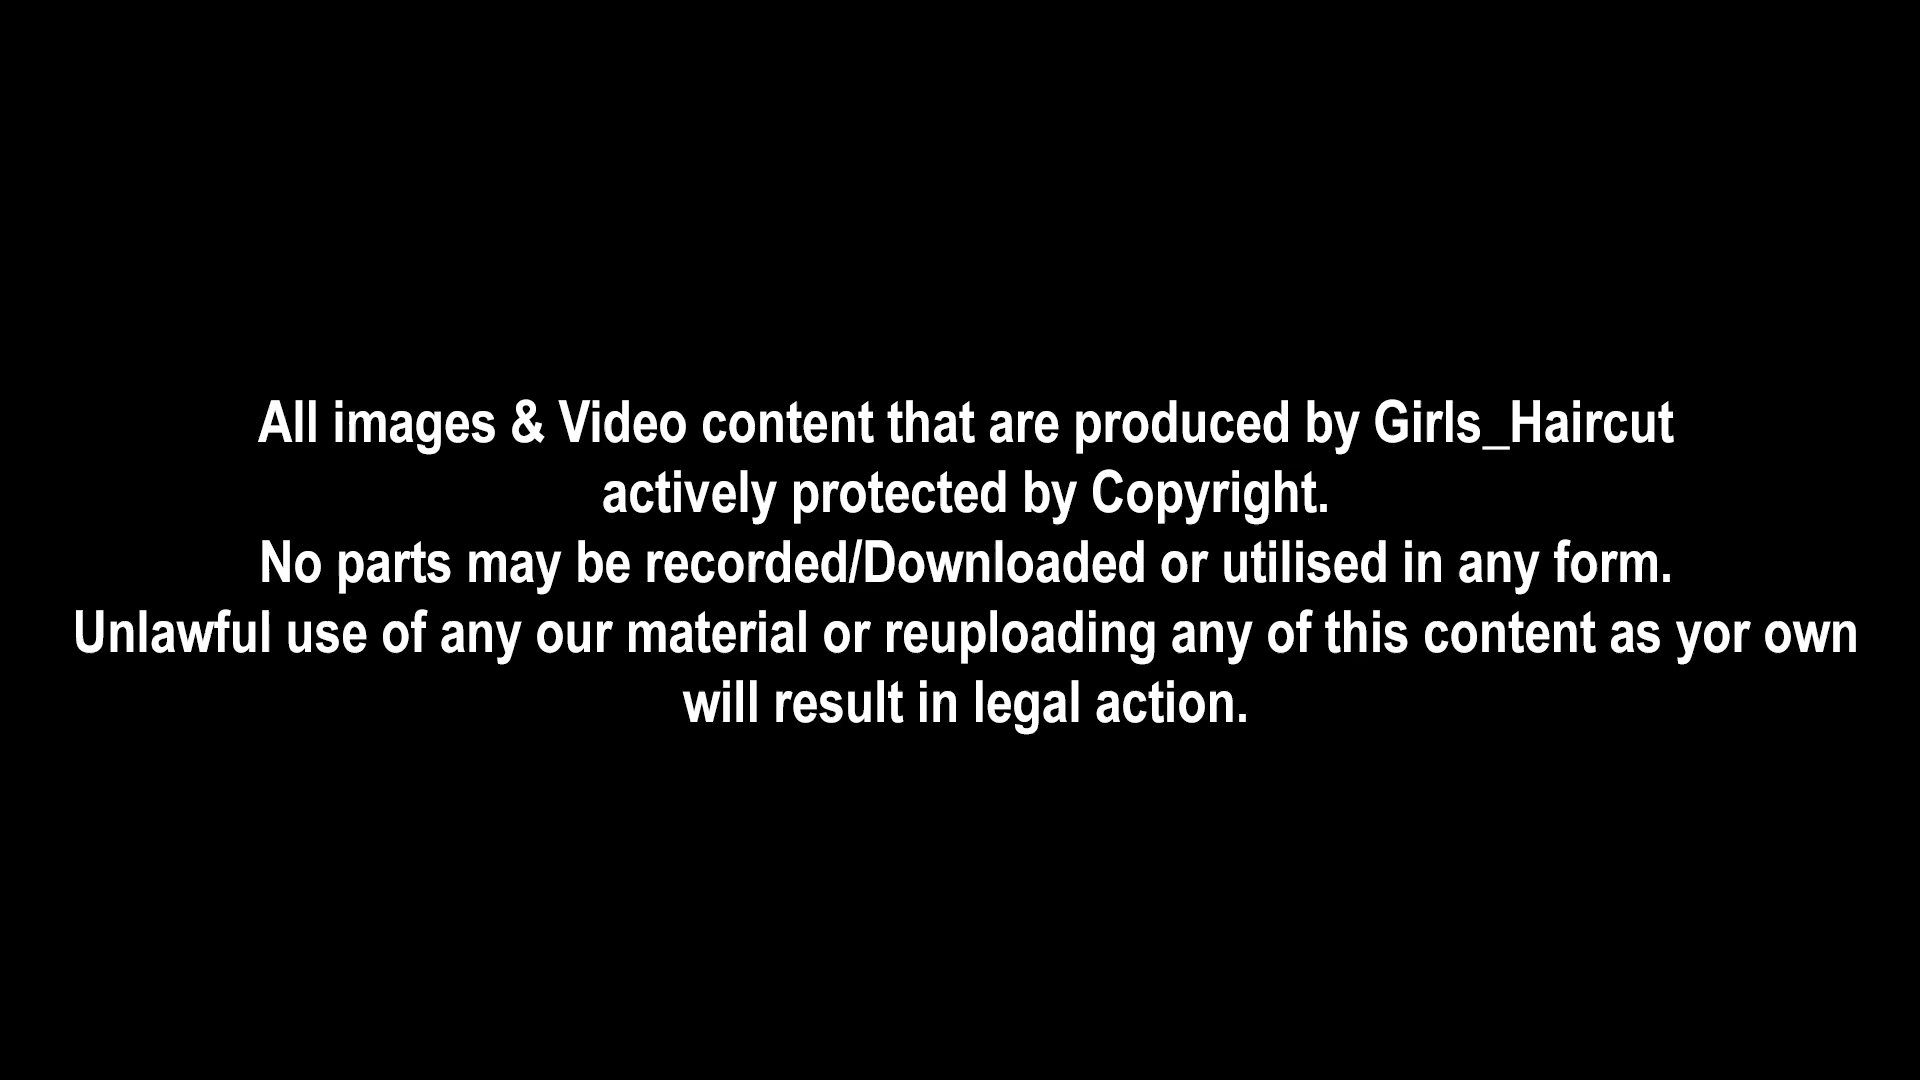 All images & Video content that are produced by Girls_Haircut
actively protected by Copyright.
No parts may be recorded/Downloaded or utilised in any form.
Unlawful use of any our material or reuploading any of this content as yor own
will result in legal action.